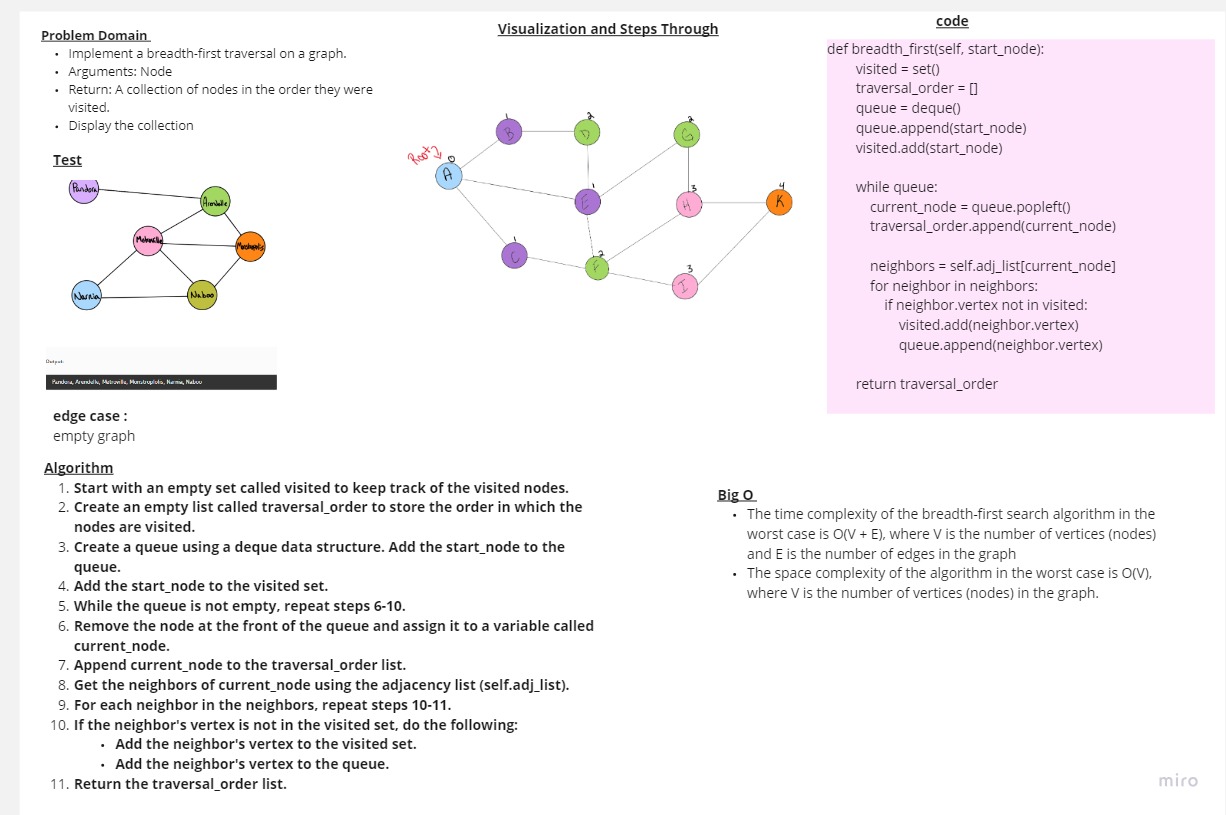 Problem Domain
• Implement a breadth-first traversal on a graph.
• Arguments: Node
• Return: A collection of nodes in the order they were
visited.
• Display the collection
Test
Pandora
Arendelle
Metroville
Monstroplolis
Narnia
Naboo
Output:
Pandora, Arendelle, Metroville, Monstroplolis, Narnia, Naboo
edge case :
empty graph
Visualization and Steps Through
Root
0
A
1
B
2
D
2
G
1
E
3
H
4
K
1
C
2
F
3
I
code
def breadth_first(self, start_node):
visited = set()
traversal_order = []
queue = deque()
queue.append(start_node)
visited.add(start_node)
while queue:
current_node = queue.popleft()
traversal_order.append(current_node)
neighbors = self.adj_list[current_node]
for neighbor in neighbors:
if neighbor.vertex not in visited:
visited.add(neighbor.vertex)
queue.append(neighbor.vertex)
return traversal_order
Algorithm
1. Start with an empty set called visited to keep track of the visited nodes.
2. Create an empty list called traversal_order to store the order in which the
nodes are visited.
3. Create a queue using a deque data structure. Add the start_node to the
queue.
4. Add the start_node to the visited set.
5. While the queue is not empty, repeat steps 6-10.
6. Remove the node at the front of the queue and assign it to a variable called
current_node.
7. Append current_node to the traversal_order list.
8. Get the neighbors of current_node using the adjacency list (self.adj_list).
9. For each neighbor in the neighbors, repeat steps 10-11.
10. If the neighbor's vertex is not in the visited set, do the following:
• Add the neighbor's vertex to the visited set.
• Add the neighbor's vertex to the queue.
11. Return the traversal_order list.
Big O
• The time complexity of the breadth-first search algorithm in the
worst case is O(V + E), where V is the number of vertices (nodes)
and E is the number of edges in the graph
• The space complexity of the algorithm in the worst case is O(V),
where V is the number of vertices (nodes) in the graph.
miro